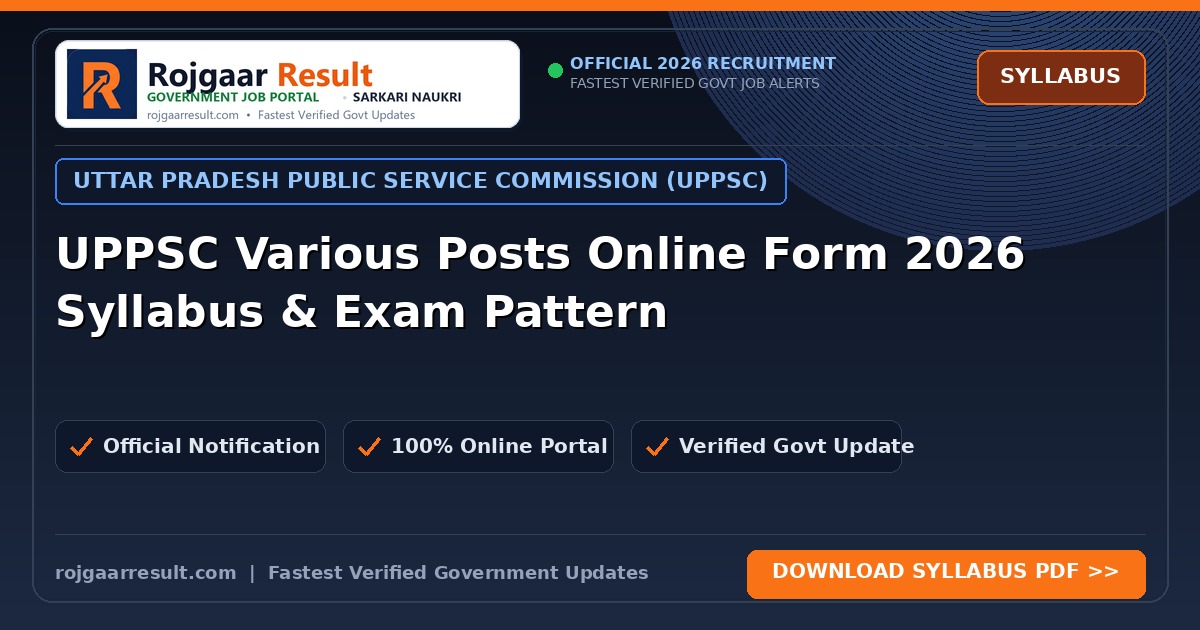 Rojgaar Result
GOVERNMENT JOB PORTAL • SARKARI NAUKRI
rojgaarresult.com • Fastest Verified Govt Updates
OFFICIAL 2026 RECRUITMENT
FASTEST VERIFIED GOVT JOB ALERTS
SYLLABUS
UTTAR PRADESH PUBLIC SERVICE COMMISSION (UPPSC)
UPPSC Various Posts Online Form 2026
Syllabus & Exam Pattern
Official Notification
100% Online Portal
Verified Govt Update
rojgaarresult.com | Fastest Verified Government Updates
DOWNLOAD SYLLABUS PDF >>